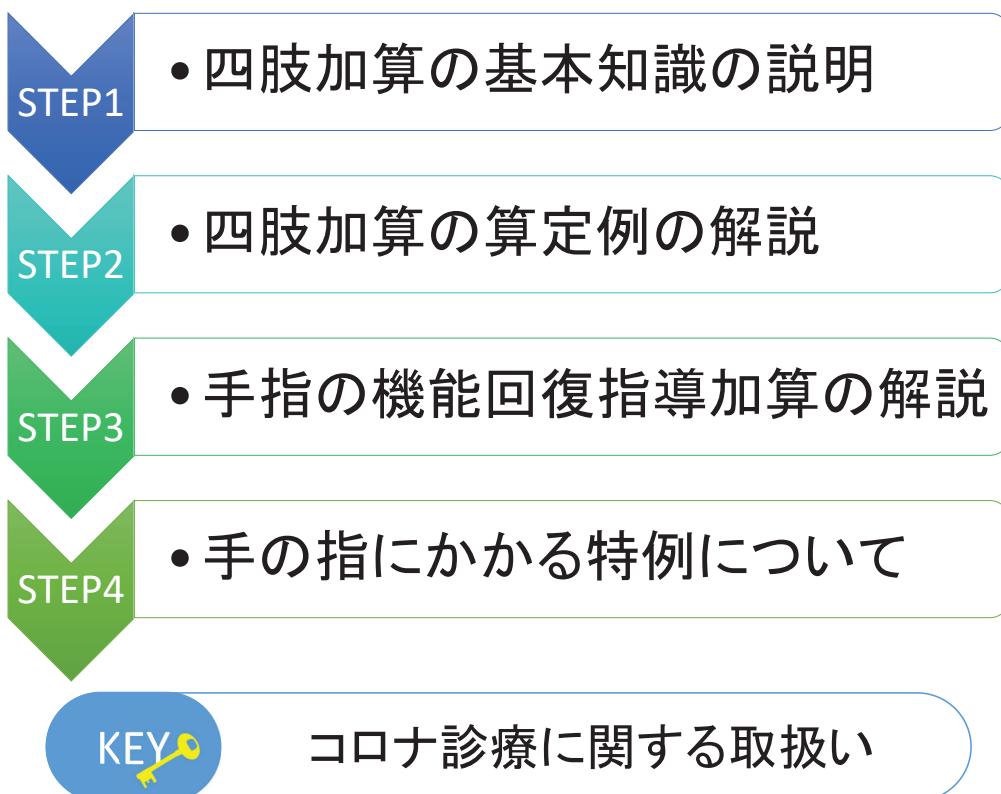 STEP1
• 四肢加算の基本知識の説明
STEP2
• 四肢加算の算定例の解説
STEP3
• 手指の機能回復指導加算の解説
STEP4
• 手の指にかかる特例について
KEY
コロナ診療に関する取扱い